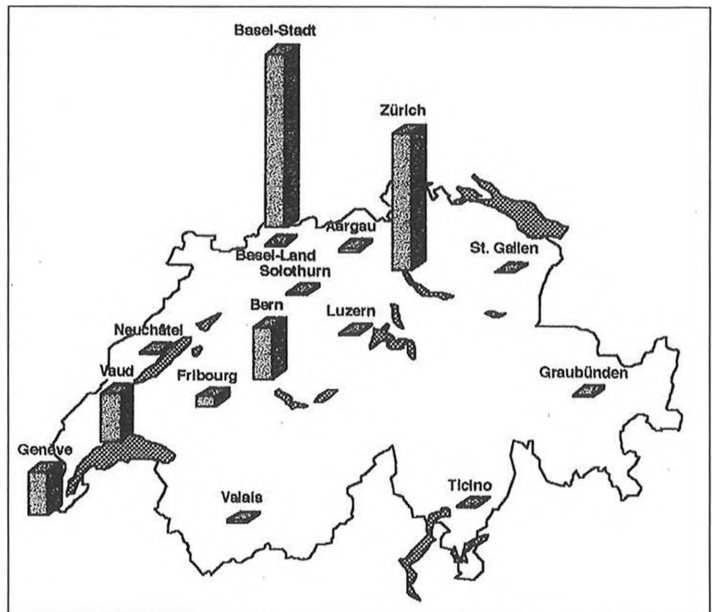 Basel-Stadt
Zürich
Aargau
Basel-Land
St. Gallen
Solothurn
Bern
Luzern
Neuchâtel
Vaud
Fribourg
Graubünden
Genève
Valais
Ticino